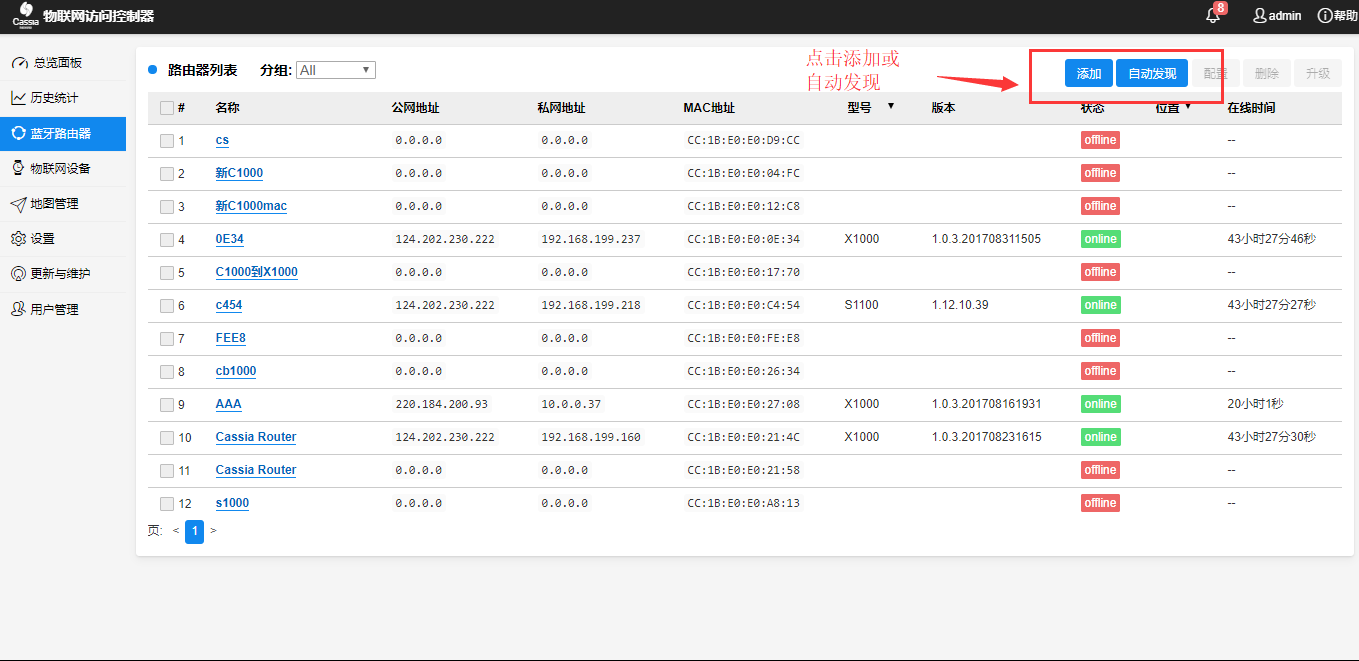 Cassia 物联网访问控制器 8 admin 帮助
总览面板
历史统计
蓝牙路由器
物联网设备
地图管理
设置
更新与维护
用户管理
路由器列表 分组: All 点击添加或 添加 自动发现 配置 删除 升级
自动发现
# 名称 公网地址 私网地址 MAC地址 型号 版本 状态 位置 在线时间
1 cs 0.0.0.0 0.0.0.0 CC:1B:E0:E0:D9:CC offline --
2 新C1000 0.0.0.0 0.0.0.0 CC:1B:E0:E0:04:FC offline --
3 新C1000mac 0.0.0.0 0.0.0.0 CC:1B:E0:E0:12:C8 offline --
4 0E34 124.202.230.222 192.168.199.237 CC:1B:E0:E0:0E:34 X1000 1.0.3.201708311505 online 43小时27分46秒
5 C1000到X1000 0.0.0.0 0.0.0.0 CC:1B:E0:E0:17:70 offline --
6 c454 124.202.230.222 192.168.199.218 CC:1B:E0:E0:C4:54 S1100 1.12.10.39 online 43小时27分27秒
7 FEE8 0.0.0.0 0.0.0.0 CC:1B:E0:E0:FE:E8 offline --
8 cb1000 0.0.0.0 0.0.0.0 CC:1B:E0:E0:26:34 offline --
9 AAA 220.184.200.93 10.0.0.37 CC:1B:E0:E0:27:08 X1000 1.0.3.201708161931 online 20小时1秒
10 Cassia Router 124.202.230.222 192.168.199.160 CC:1B:E0:E0:21:4C X1000 1.0.3.201708231615 online 43小时27分30秒
11 Cassia Router 0.0.0.0 0.0.0.0 CC:1B:E0:E0:21:58 offline --
12 s1000 0.0.0.0 0.0.0.0 CC:1B:E0:E0:A8:13 offline --
页: < 1 >